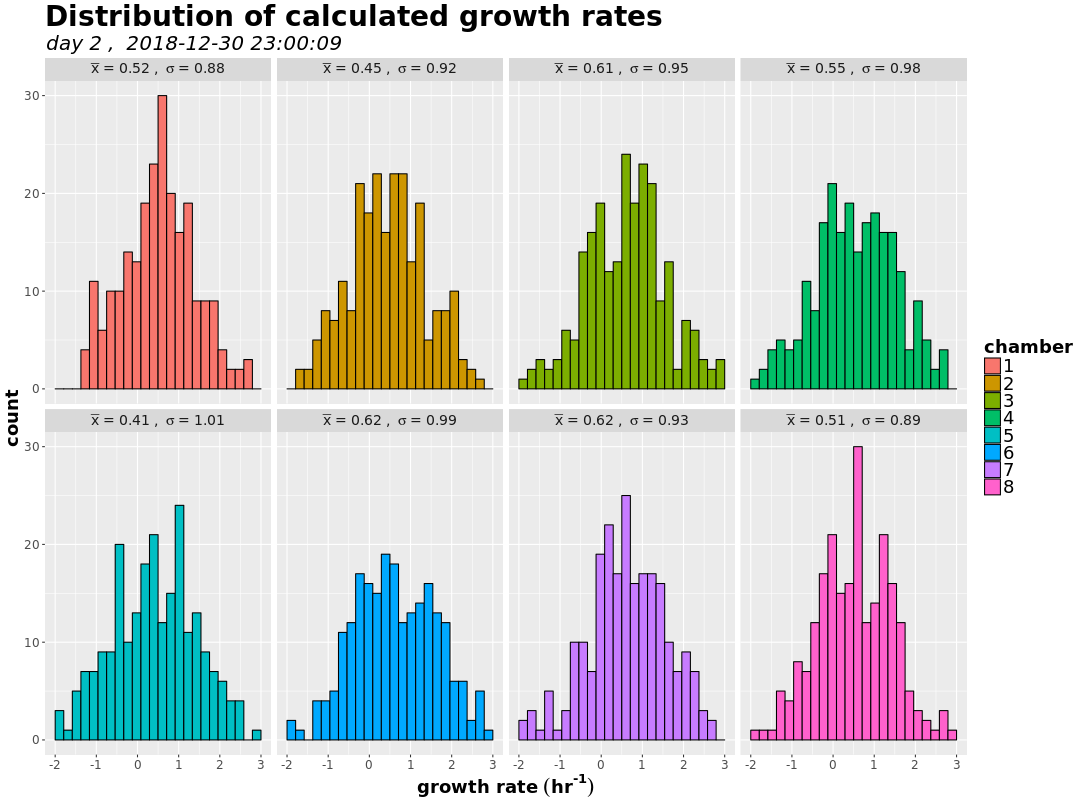 Distribution of calculated growth rates
day 2 ,  2018-12-30 23:00:09
x̅ = 0.52 ,  σ = 0.88
x̅ = 0.45 ,  σ = 0.92
x̅ = 0.61 ,  σ = 0.95
x̅ = 0.55 ,  σ = 0.98
30
20
10
0
x̅ = 0.41 ,  σ = 1.01
x̅ = 0.62 ,  σ = 0.99
x̅ = 0.62 ,  σ = 0.93
x̅ = 0.51 ,  σ = 0.89
30
20
10
0
-2 -1 0 1 2 3
-2 -1 0 1 2 3
-2 -1 0 1 2 3
-2 -1 0 1 2 3
growth rate (hr⁻¹)
count
chamber
1
2
3
4
5
6
7
8